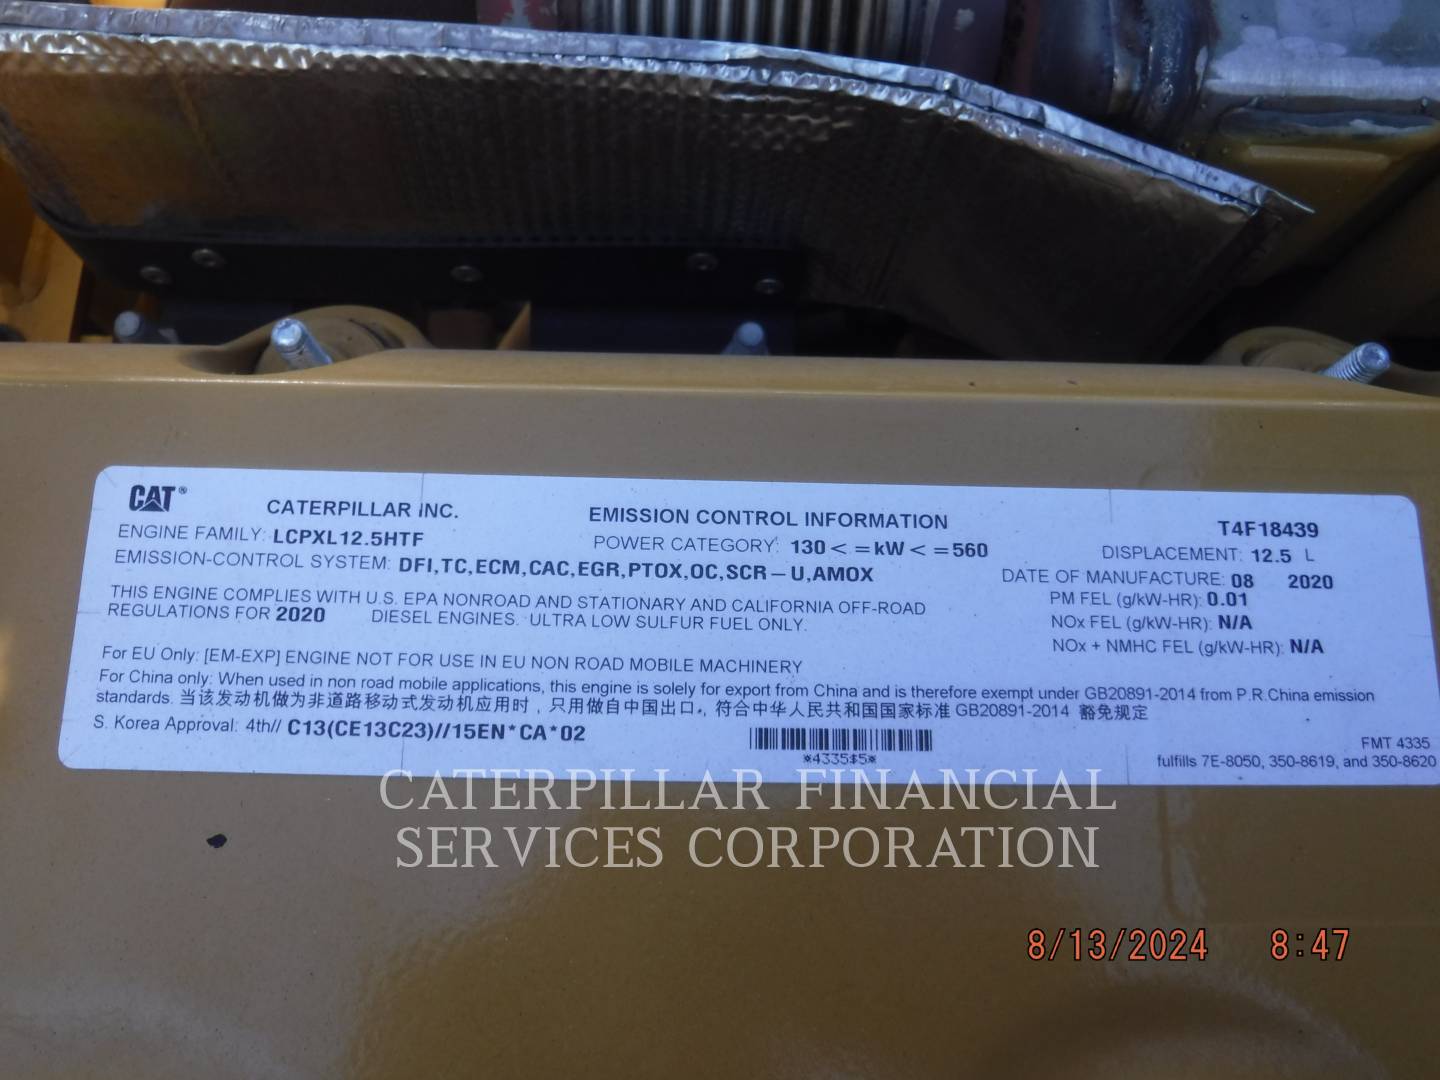 CAT®
CATERPILLAR INC.
EMISSION CONTROL INFORMATION
T4F18439
ENGINE FAMILY: LCPXL12.5HTF
POWER CATEGORY: 130<=kW<=560
DISPLACEMENT: 12.5 L
EMISSION-CONTROL SYSTEM: DFI,TC,ECM,CAC,EGR,PTOX,OC,SCR-U,AMOX
DATE OF MANUFACTURE: 08 2020
THIS ENGINE COMPLIES WITH U.S. EPA NONROAD AND STATIONARY AND CALIFORNIA OFF-ROAD
REGULATIONS FOR 2020 DIESEL ENGINES. ULTRA LOW SULFUR FUEL ONLY.
PM FEL (g/kW-HR): 0.01
NOx FEL (g/kW-HR): N/A
NOx + NMHC FEL (g/kW-HR): N/A
For EU Only: [EM-EXP] ENGINE NOT FOR USE IN EU NON ROAD MOBILE MACHINERY
For China only: When used in non road mobile applications, this engine is solely for export from China and is therefore exempt under GB20891-2014 from P.R.China emission
standards. 当该发动机做为非道路移动式发动机应用时，只用做自中国出口。, 符合中华人民共和国国家标准 GB20891-2014 豁免规定
S. Korea Approval: 4th// C13(CE13C23)//15EN*CA*02
*4335$5*
FMT 4335
fulfills 7E-8050, 350-8619, and 350-8620
CATERPILLAR FINANCIAL
SERVICES CORPORATION
8/13/2024 8:47